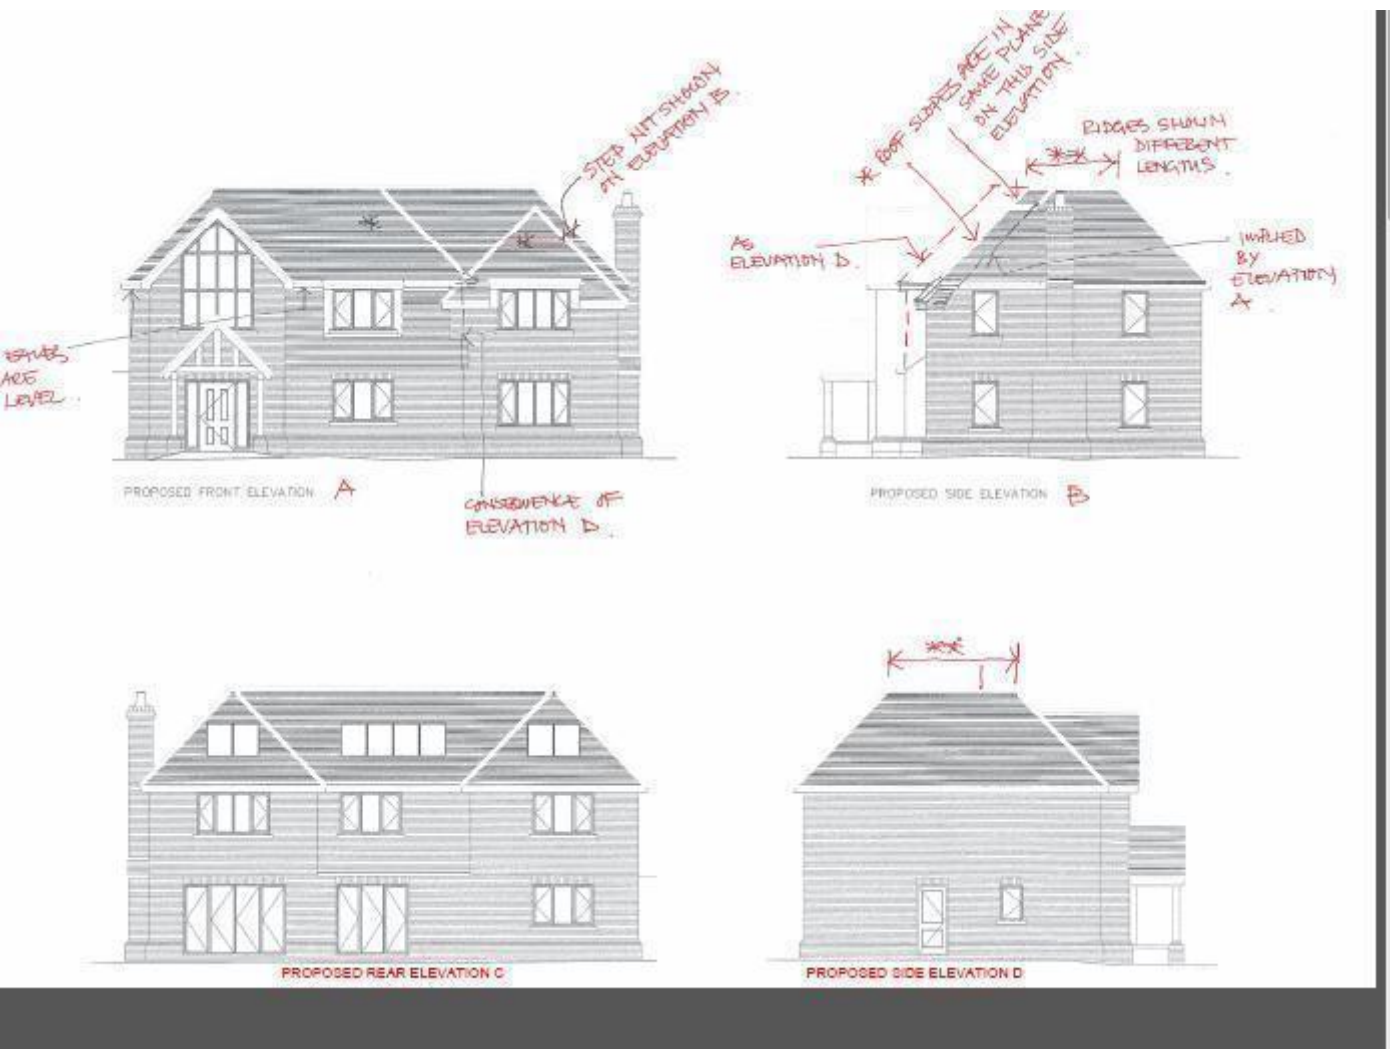 * ROOF SLOPES ARE IN
SAME PLANE
ON THIS SIDE
ELEVATION.
STEP NOT SHOWN
ON ELEVATION B.
RIDGES SHOWN
DIFFERENT
LENGTHS.
**
*
*
AS
ELEVATION D.
IMPLIED
BY
ELEVATION
A.
EAVES
ARE
LEVEL.
PROPOSED FRONT ELEVATION A
PROPOSED SIDE ELEVATION B
CONSEQUENCE OF
ELEVATION D.
**
PROPOSED REAR ELEVATION C
PROPOSED SIDE ELEVATION D